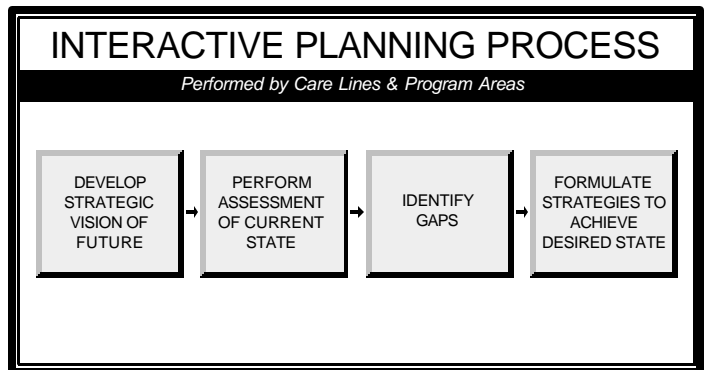 INTERACTIVE PLANNING PROCESS
Performed by Care Lines & Program Areas
DEVELOP
STRATEGIC
VISION OF
FUTURE
PERFORM
ASSESSMENT
OF CURRENT
STATE
IDENTIFY
GAPS
FORMULATE
STRATEGIES TO
ACHIEVE
DESIRED STATE